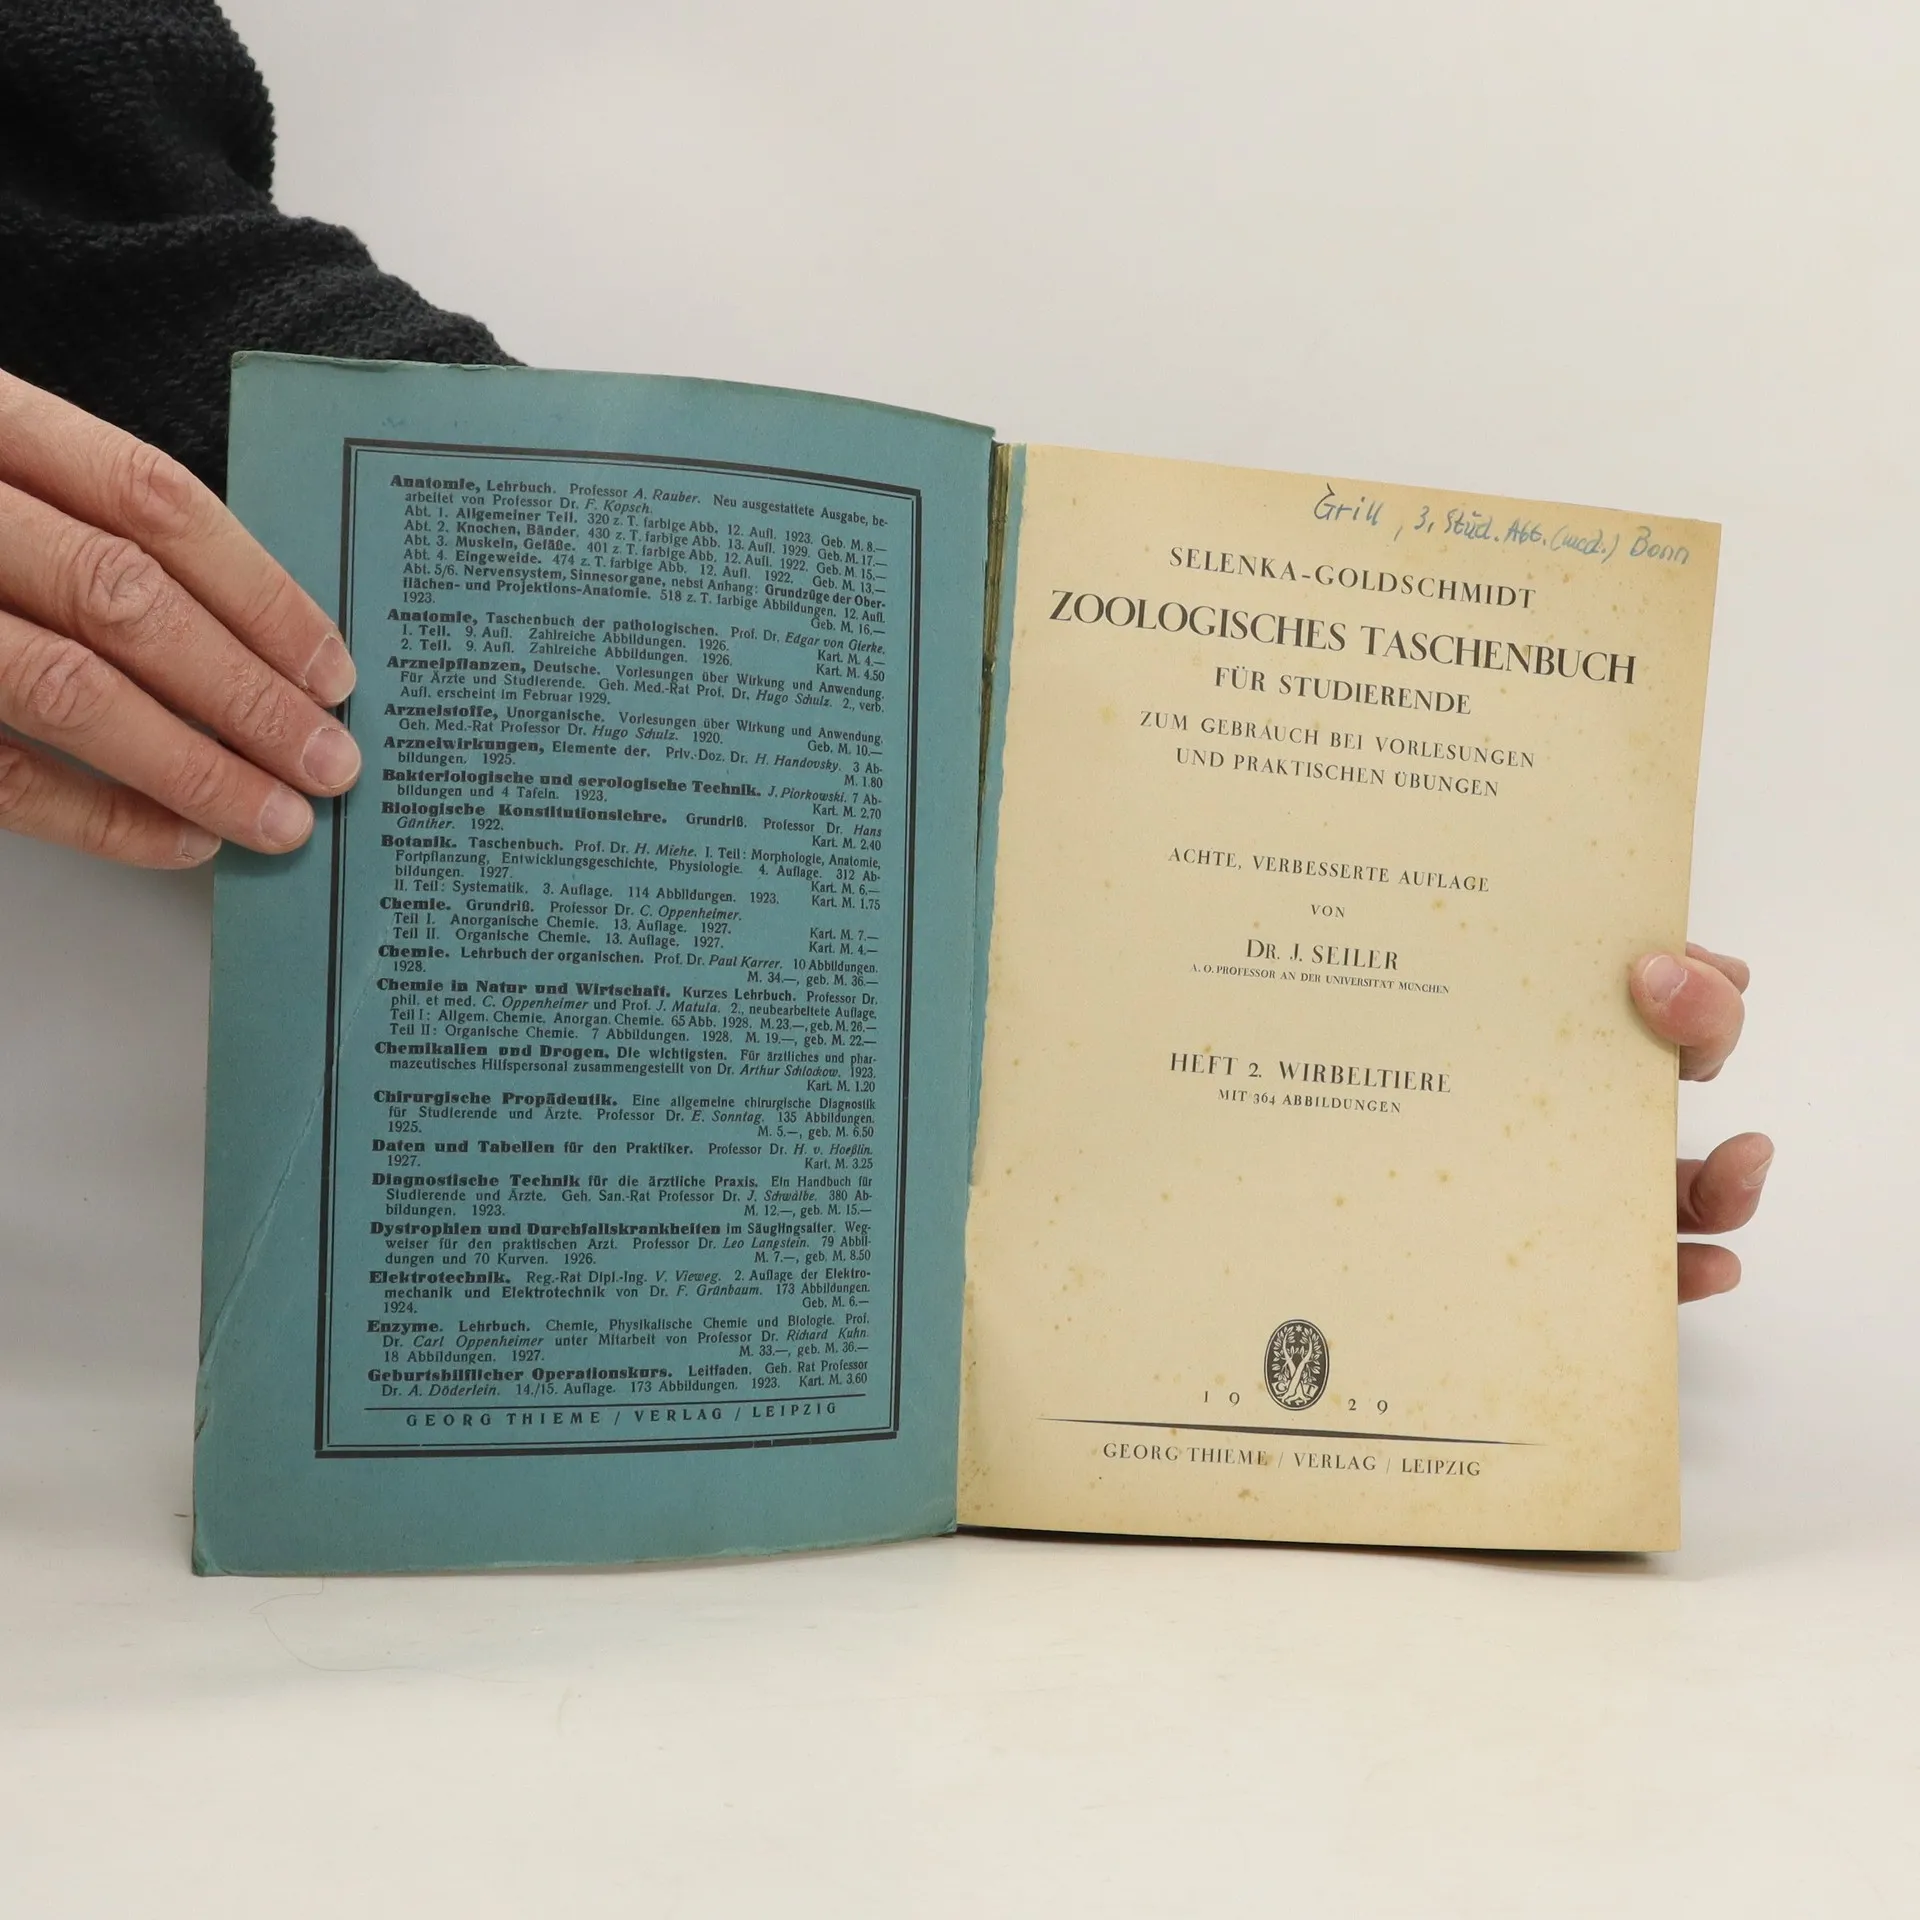 Anatomie, Lehrbuch. Professor A. Rauber. Neu ausgestattete Ausgabe, be-
arbeitet von Professor Dr. F. Kopsch.
Abt. 1. Allgemeiner Teil. 320 z. T. farbige Abb. 12. Aufl. 1923. Geb. M. 8.—
Abt. 2. Knochen, Bänder. 430 z. T. farbige Abb. 13. Aufl. 1929. Geb. M. 17.—
Abt. 3. Muskeln, Gefäße. 401 z. T. farbige Abb. 12. Aufl. 1922. Geb. M. 15.—
Abt. 4. Eingeweide. 474 z. T. farbige Abb. 12. Aufl. 1922. Geb. M. 13.—
Abt. 5/6. Nervensystem, Sinnesorgane, nebst Anhang: Grundzüge der Ober-
flächen- und Projektions-Anatomie. 518 z. T. farbige Abbildungen. 12. Aufl.
1923. Geb. M. 16.—
Anatomie, Taschenbuch der pathologischen. Prof. Dr. Edgar von Gierke.
1. Teil. 9. Aufl. Zahlreiche Abbildungen. 1926. Kart. M. 4.—
2. Teil. 9. Aufl. Zahlreiche Abbildungen. 1926. Kart. M. 4.50
Arzneipflanzen, Deutsche. Vorlesungen über Wirkung und Anwendung.
Für Ärzte und Studierende. Geh. Med.-Rat Prof. Dr. Hugo Schulz. 2., verb.
Aufl. erscheint im Februar 1929.
Arzneistoffe, Unorganische. Vorlesungen über Wirkung und Anwendung.
Geh. Med.-Rat Professor Dr. Hugo Schulz. 1920. Geb. M. 10.—
Arzneiwirkungen, Elemente der. Priv.-Doz. Dr. H. Handovsky. 3 Ab-
bildungen. 1925. M. 1.80
Bakteriologische und serologische Technik. J. Piorkowski. 7 Ab-
bildungen und 4 Tafeln. 1923. Kart. M. 2.70
Biologische Konstitutionslehre. Grundriß. Professor Dr. Hans
Günther. 1922. Kart. M. 2.40
Botanik. Taschenbuch. Prof. Dr. H. Miehe. I. Teil: Morphologie, Anatomie,
Fortpflanzung, Entwicklungsgeschichte, Physiologie. 4. Auflage. 312 Ab-
bildungen. 1927. Kart. M. 6.—
II. Teil: Systematik. 3. Auflage. 114 Abbildungen. 1923. Kart. M. 1.75
Chemie. Grundriß. Professor Dr. C. Oppenheimer.
Teil I. Anorganische Chemie. 13. Auflage. 1927. Kart. M. 7.—
Teil II. Organische Chemie. 13. Auflage. 1927. Kart. M. 4.—
Chemie. Lehrbuch der organischen. Prof. Dr. Paul Karrer. 10 Abbildungen.
1928. M. 34.—, geb. M. 36.—
Chemie in Natur und Wirtschaft. Kurzes Lehrbuch. Professor Dr.
phil. et med. C. Oppenheimer und Prof. J. Matula. 2., neubearbeitete Auflage.
Teil I: Allgem. Chemie. Anorgan. Chemie. 65 Abb. 1928. M. 23.—, geb. M. 26.—
Teil II: Organische Chemie. 7 Abbildungen. 1928. M. 19.—, geb. M. 22.—
Chemikalien und Drogen. Die wichtigsten. Für ärztliches und phar-
mazeutisches Hilfspersonal zusammengestellt von Dr. Arthur Schlockow. 1923.
Kart. M. 1.20
Chirurgische Propädeutik. Eine allgemeine chirurgische Diagnostik
für Studierende und Ärzte. Professor Dr. E. Sonntag. 135 Abbildungen.
1925. M. 5.—, geb. M. 6.50
Daten und Tabellen für den Praktiker. Professor Dr. H. v. Hoeßlin.
1927. Kart. M. 3.25
Diagnostische Technik für die ärztliche Praxis. Ein Handbuch für
Studierende und Ärzte. Geh. San.-Rat Professor Dr. J. Schwalbe. 380 Ab-
bildungen. 1923. M. 12.—, geb. M. 15.—
Dystrophien und Durchfallskrankheiten im Säuglingsalter. Weg-
weiser für den praktischen Arzt. Professor Dr. Leo Langstein. 79 Abbil-
dungen und 70 Kurven. 1926. M. 7.—, geb. M. 8.50
Elektrotechnik. Reg.-Rat Dipl.-Ing. V. Vieweg. 2. Auflage der Elektro-
mechanik und Elektrotechnik von Dr. F. Grünbaum. 173 Abbildungen.
1924. Geb. M. 6.—
Enzyme. Lehrbuch. Chemie, Physikalische Chemie und Biologie. Prof.
Dr. Carl Oppenheimer unter Mitarbeit von Professor Dr. Richard Kuhn.
18 Abbildungen. 1927. M. 33.—, geb. M. 36.—
Geburtshilflicher Operationskurs. Leitfaden. Geh. Rat Professor
Dr. A. Döderlein. 14./15. Auflage. 173 Abbildungen. 1923. Kart. M. 3.60
GEORG THIEME / VERLAG / LEIPZIG
Grill, 3. Stüd. Abt. (med.) Bonn
SELENKA-GOLDSCHMIDT
ZOOLOGISCHES TASCHENBUCH
FÜR STUDIERENDE
ZUM GEBRAUCH BEI VORLESUNGEN
UND PRAKTISCHEN ÜBUNGEN
ACHTE, VERBESSERTE AUFLAGE
VON
DR. J. SEILER
A. O. PROFESSOR AN DER UNIVERSITÄT MÜNCHEN
HEFT 2. WIRBELTIERE
MIT 364 ABBILDUNGEN
G T
19 29
GEORG THIEME / VERLAG / LEIPZIG